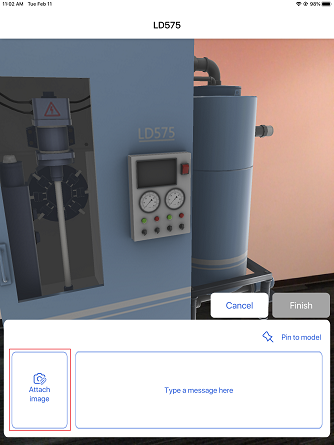 11:02 AM Tue Feb 11
98%
LD575
LD575
Cancel
Finish
Pin to model
Attach
image
Type a message here